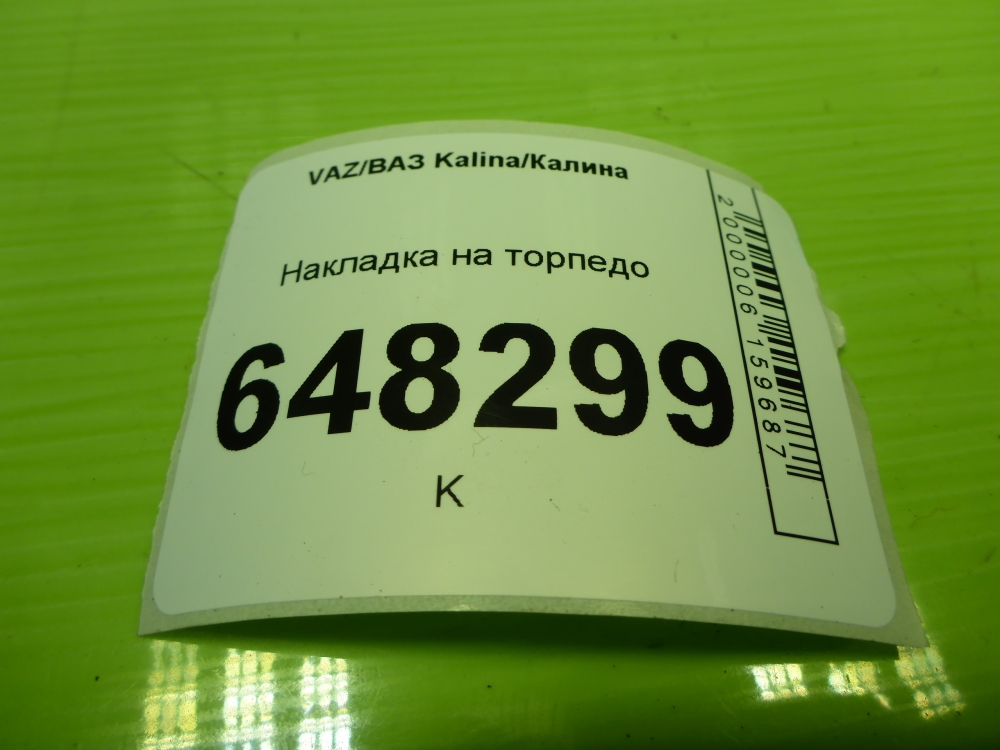 VAZ/ВАЗ Kalina/Калина
Накладка на торпедо
648299
К
2000006159687